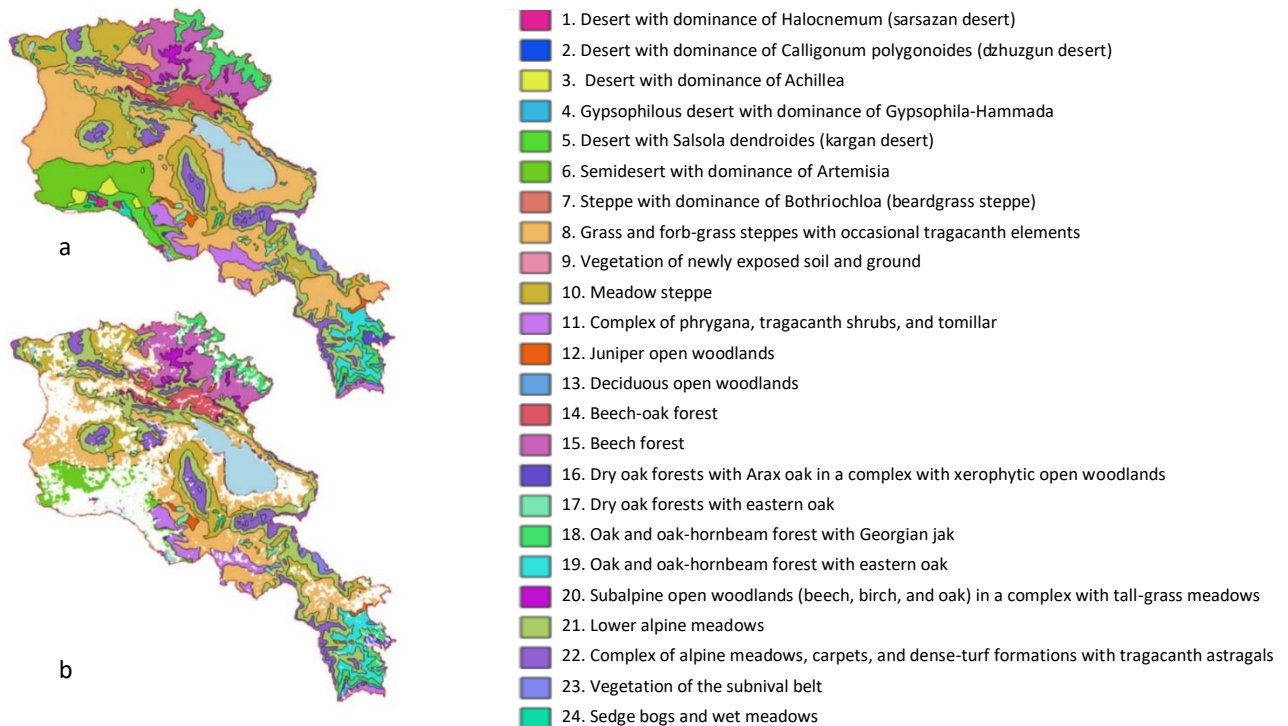 1. Desert with dominance of Halocnemum (sarsazan desert)
2. Desert with dominance of Calligonum polygonoides (dzhuzgun desert)
3. Desert with dominance of Achillea
4. Gypsophilous desert with dominance of Gypsophila-Hammada
5. Desert with Salsola dendroides (kargan desert)
6. Semidesert with dominance of Artemisia
7. Steppe with dominance of Bothriochloa (beardgrass steppe)
8. Grass and forb-grass steppes with occasional tragacanth elements
9. Vegetation of newly exposed soil and ground
10. Meadow steppe
11. Complex of phrygana, tragacanth shrubs, and tomillar
12. Juniper open woodlands
13. Deciduous open woodlands
14. Beech-oak forest
15. Beech forest
16. Dry oak forests with Arax oak in a complex with xerophytic open woodlands
17. Dry oak forests with eastern oak
18. Oak and oak-hornbeam forest with Georgian jak
19. Oak and oak-hornbeam forest with eastern oak
20. Subalpine open woodlands (beech, birch, and oak) in a complex with tall-grass meadows
21. Lower alpine meadows
22. Complex of alpine meadows, carpets, and dense-turf formations with tragacanth astragals
23. Vegetation of the subnival belt
24. Sedge bogs and wet meadows
a
b